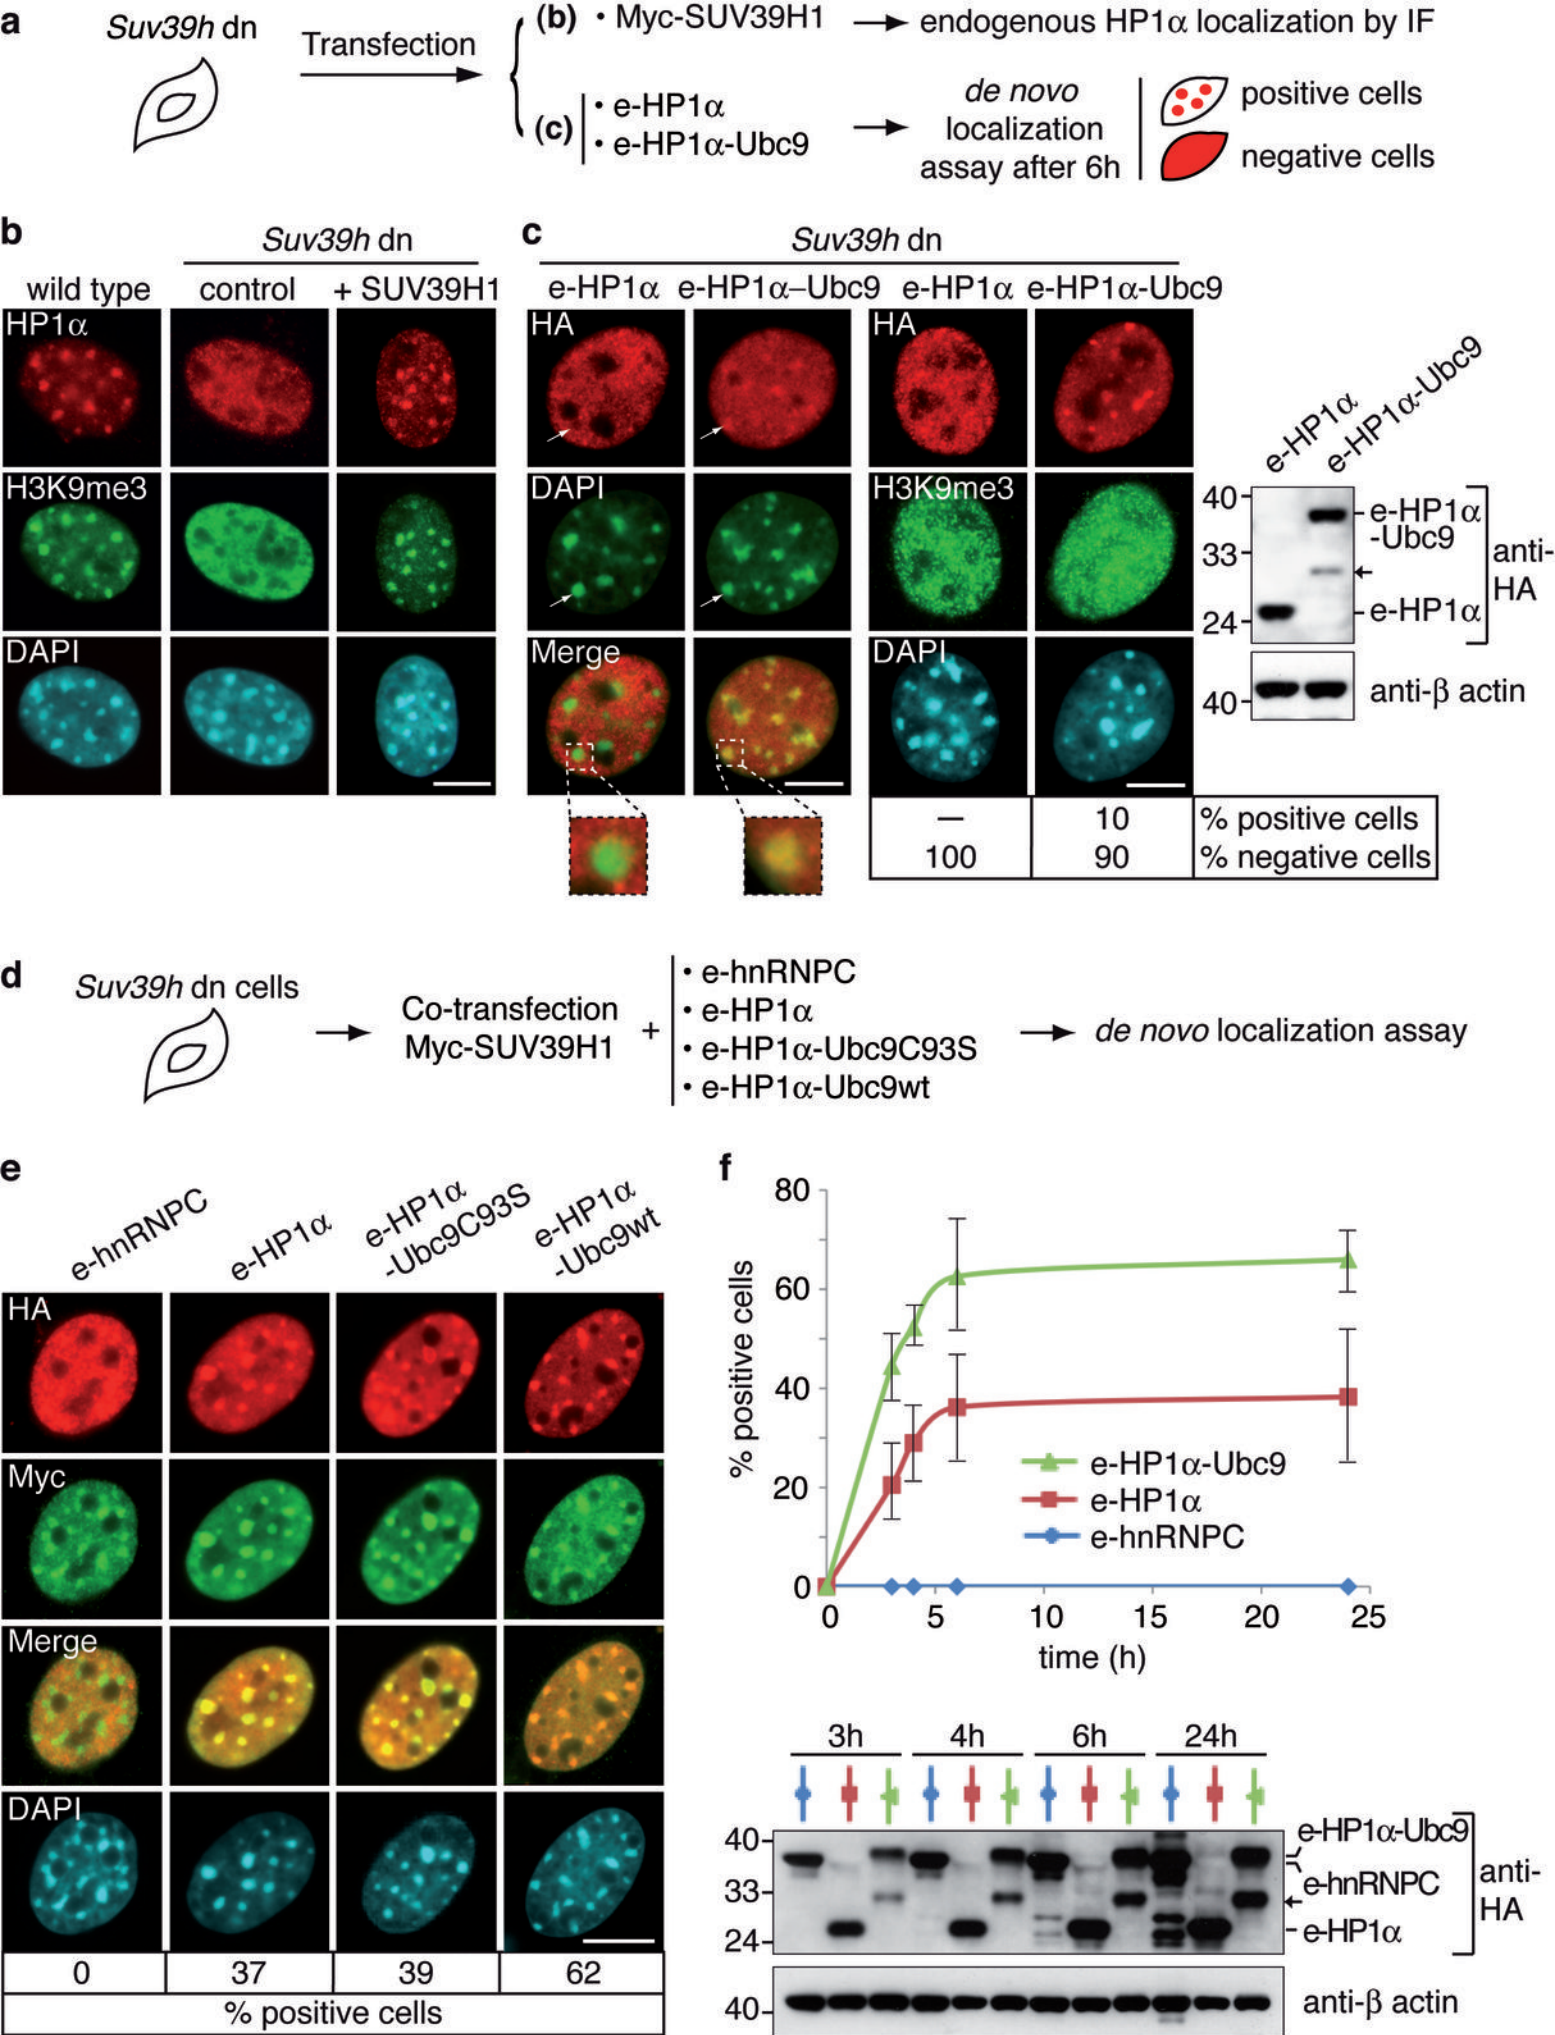 a
Suv39h dn
Transfection
(b) • Myc-SUV39H1
endogenous HP1α localization by IF
(c)
• e-HP1α
• e-HP1α-Ubc9
de novo
localization
assay after 6h
positive cells
negative cells
b
Suv39h dn
wild type
control
+ SUV39H1
HP1α
H3K9me3
DAPI
c
Suv39h dn
e-HP1α
e-HP1α–Ubc9
e-HP1α
e-HP1α-Ubc9
HA
HA
DAPI
H3K9me3
Merge
DAPI
— 10 % positive cells
100 90 % negative cells
e-HP1α
e-HP1α-Ubc9
40
33
24
e-HP1α
-Ubc9
e-HP1α
anti-
HA
40
anti-β actin
d
Suv39h dn cells
Co-transfection
Myc-SUV39H1
+
• e-hnRNPC
• e-HP1α
• e-HP1α-Ubc9C93S
• e-HP1α-Ubc9wt
de novo localization assay
e
e-hnRNPC
e-HP1α
e-HP1α
-Ubc9C93S
e-HP1α
-Ubc9wt
HA
Myc
Merge
DAPI
0 37 39 62
% positive cells
f
% positive cells
80
60
40
20
0
e-HP1α-Ubc9
e-HP1α
e-hnRNPC
0 5 10 15 20 25
time (h)
3h 4h 6h 24h
40
33
24
e-HP1α-Ubc9
e-hnRNPC
e-HP1α
anti-
HA
40
anti-β actin